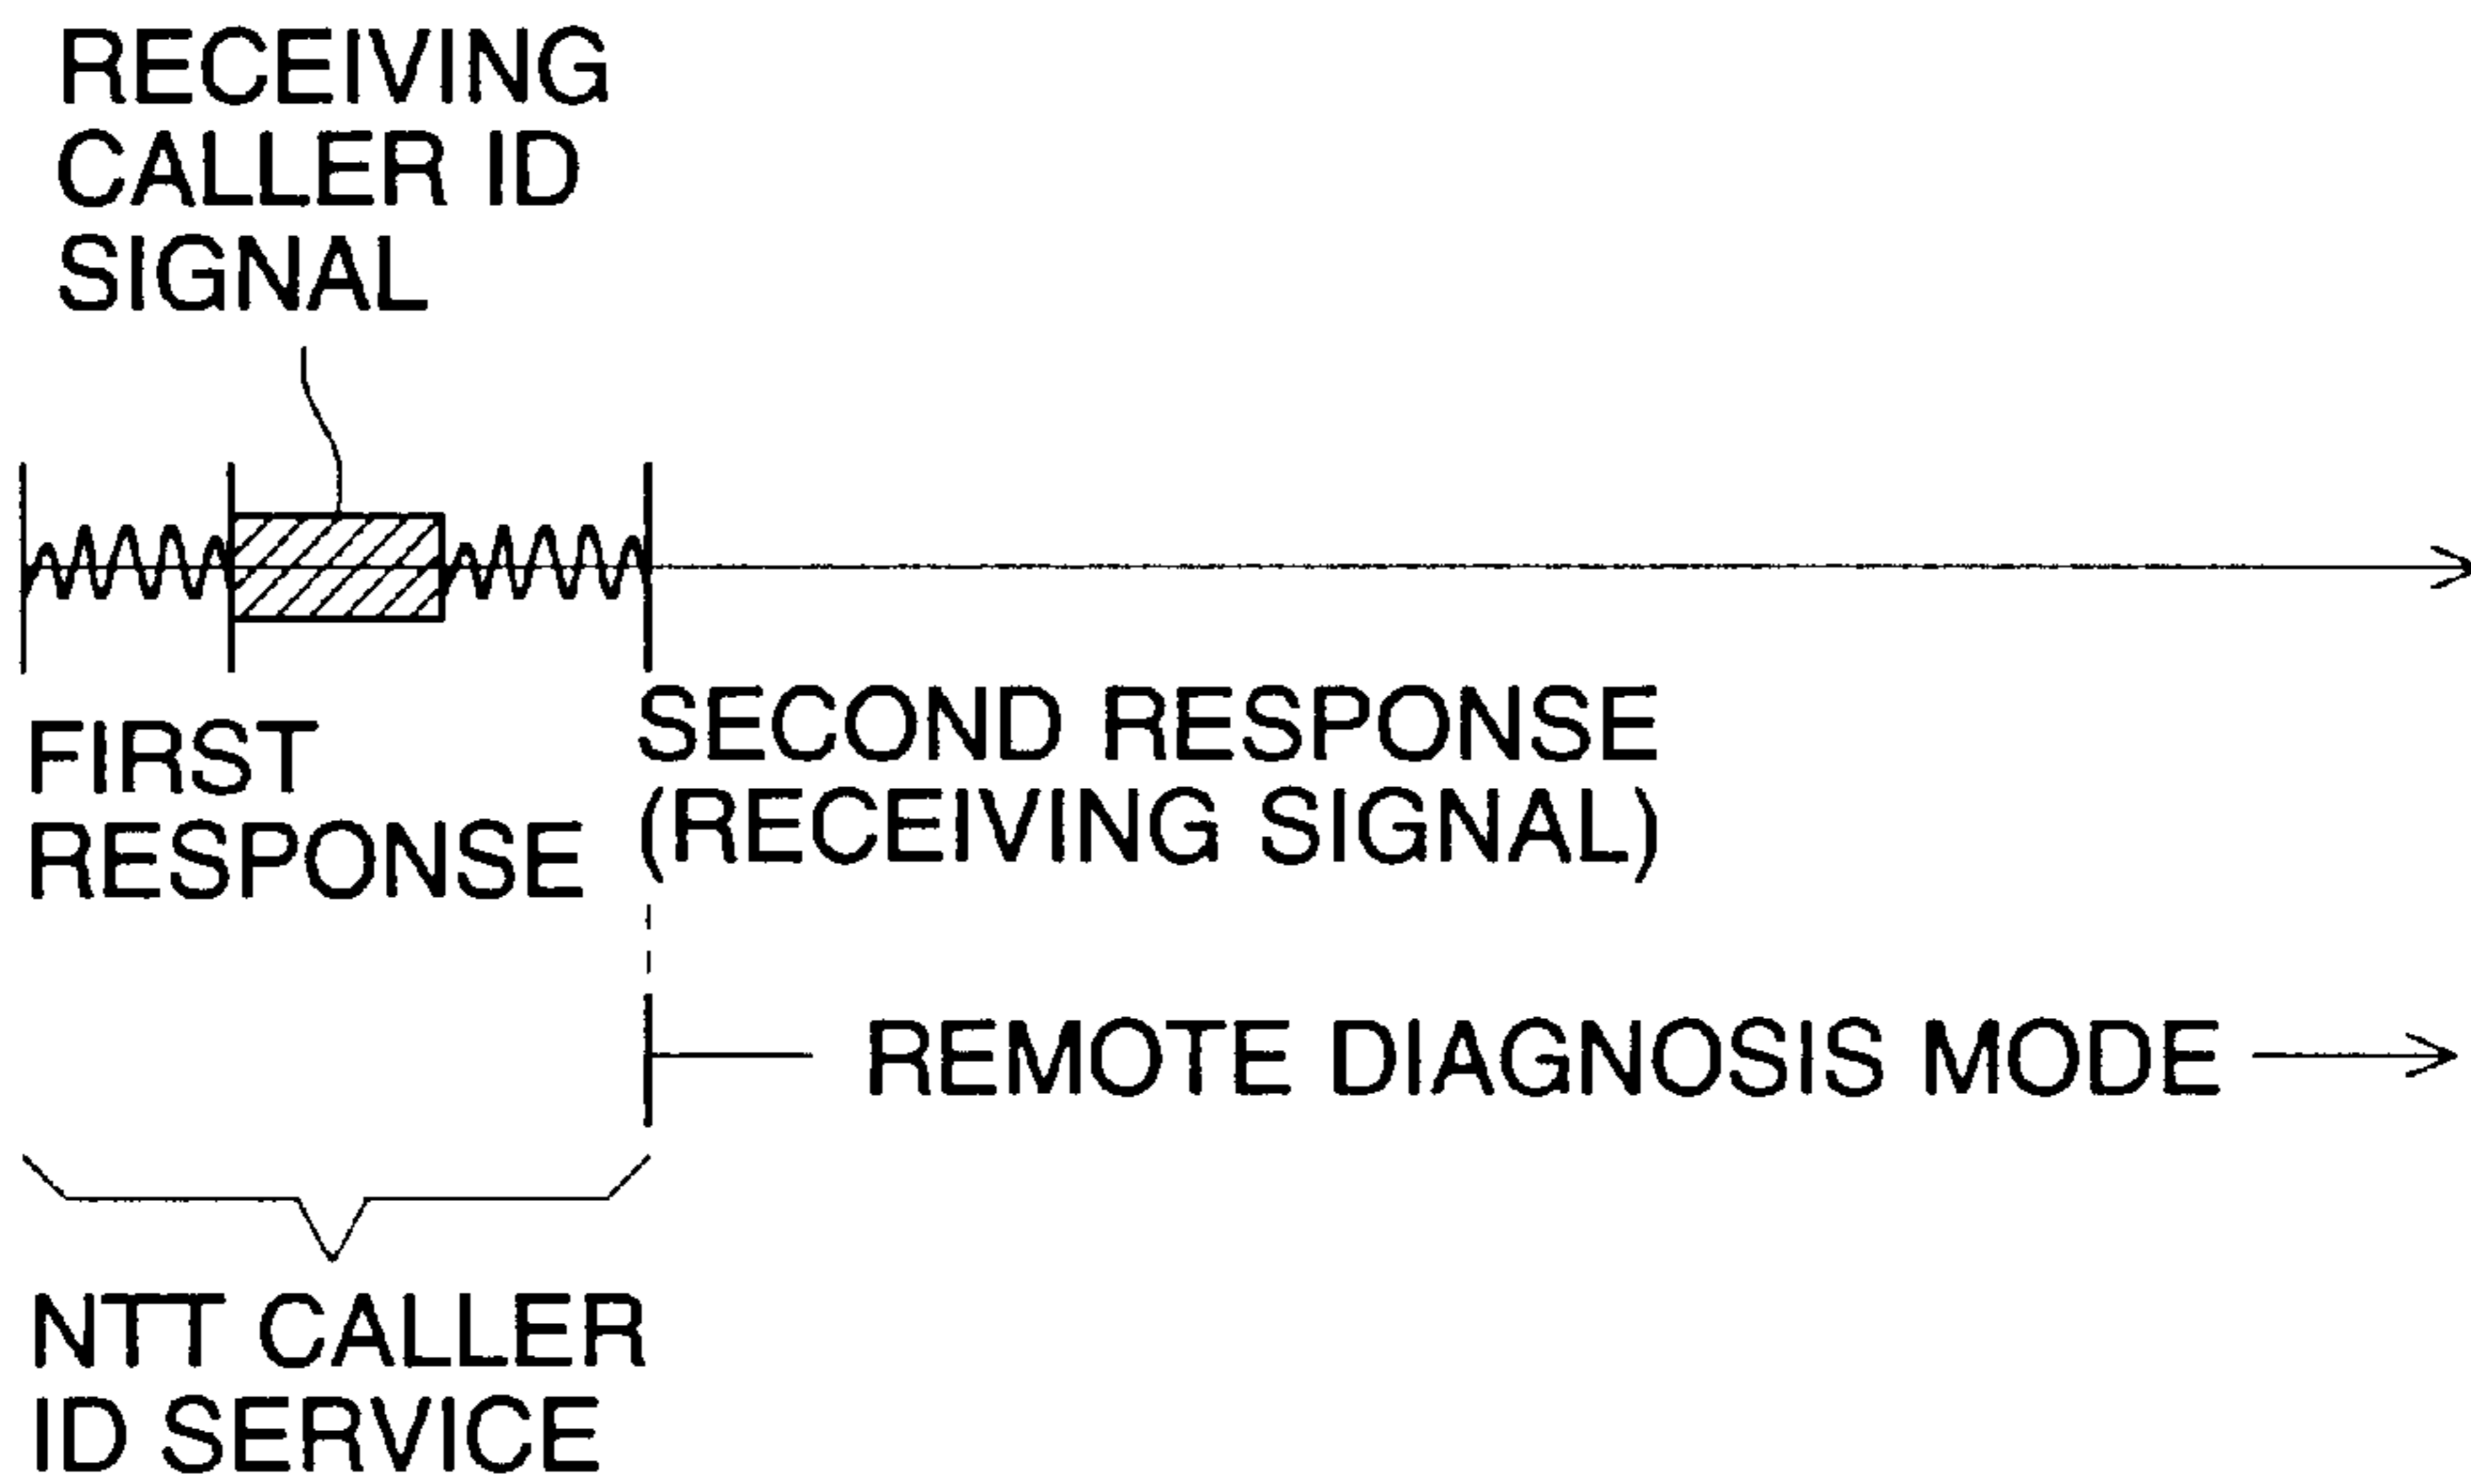 RECEIVING
CALLER ID
SIGNAL
FIRST
RESPONSE
SECOND RESPONSE
(RECEIVING SIGNAL)
REMOTE DIAGNOSIS MODE
NTT CALLER
ID SERVICE